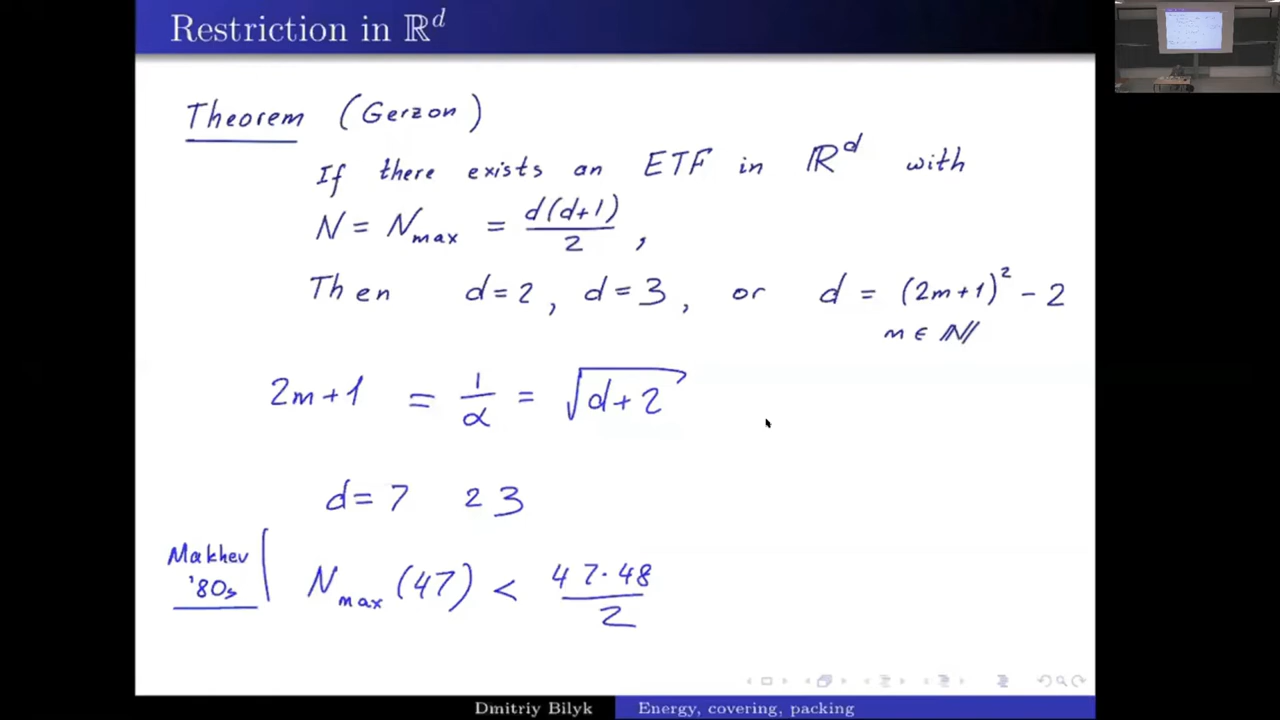 Restriction in ℝᵈ
Theorem (Gerzon)
If there exists an ETF in ℝᵈ with
N = N_max = d(d+1)/2 ,
Then d=2, d=3, or d = (2m+1)² - 2
m ∈ ℕ
2m+1 = 1/α = √(d+2)
d= 7 23
Makhev
'80s
N_max (47) < 47·48/2
Dmitriy Bilyk Energy, covering, packing